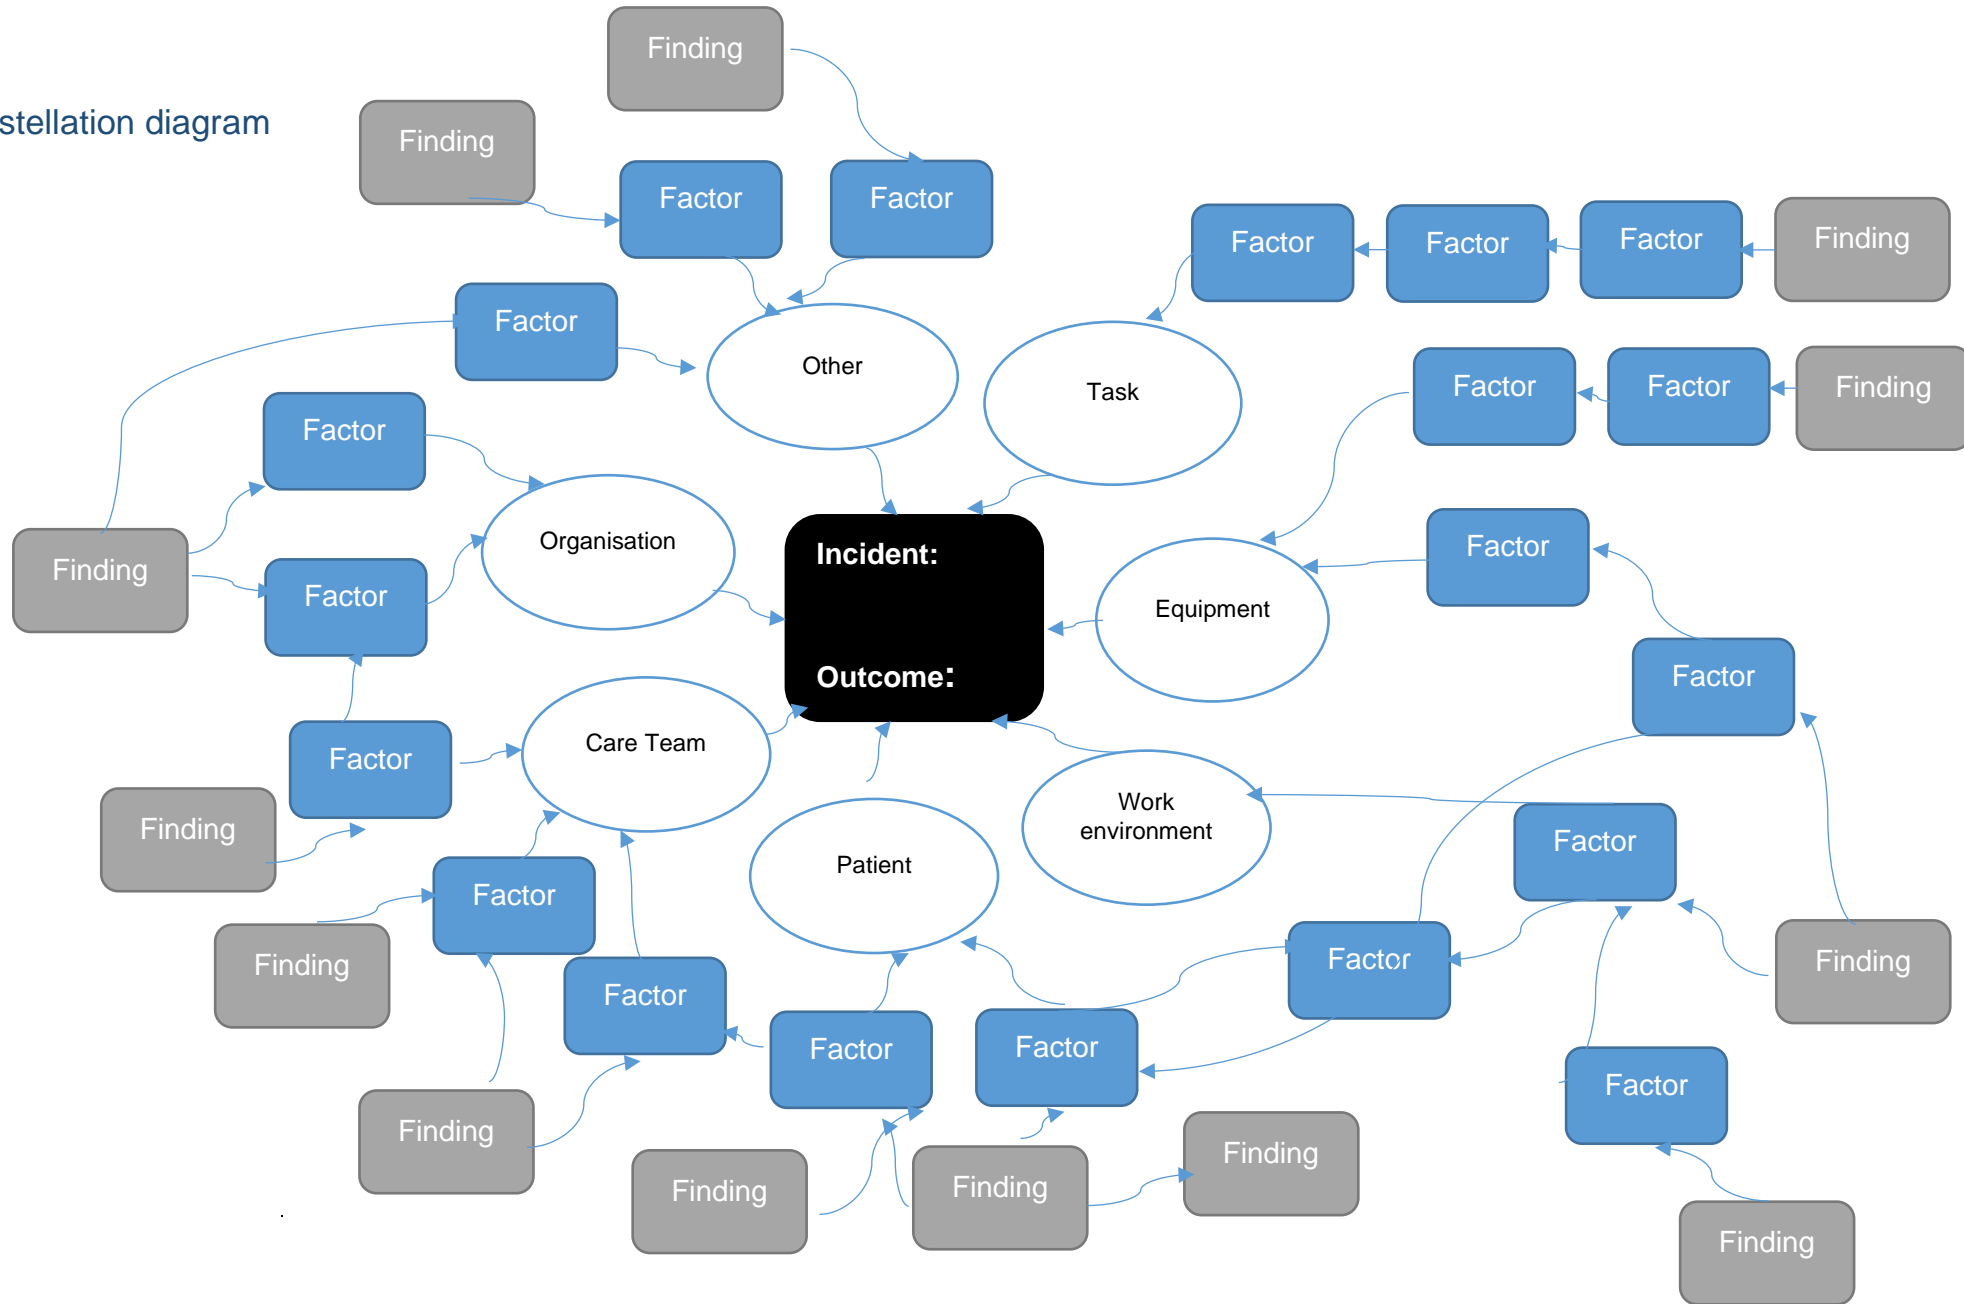 Finding
stellation diagram
Finding
Factor
Factor
Factor
Factor
Factor
Finding
Factor
Other
Task
Factor
Factor
Finding
Factor
Organisation
Incident:
Factor
Finding
Factor
Equipment
Outcome:
Factor
Factor
Care Team
Work
environment
Finding
Patient
Factor
Factor
Finding
Factor
Factor
Finding
Factor
Factor
Factor
Factor
Finding
Finding
Finding
Finding
Finding